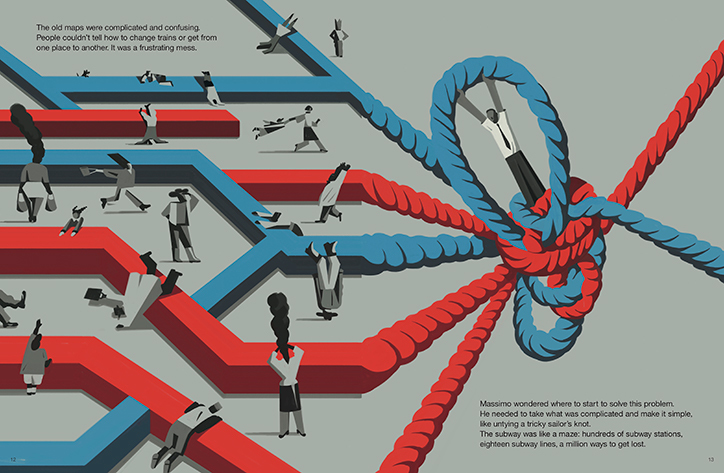 The old maps were complicated and confusing.
People couldn't tell how to change trains or get from
one place to another. It was a frustrating mess.
Massimo wondered where to start to solve this problem.
He needed to take what was complicated and make it simple,
like untying a tricky sailor's knot.
The subway was like a maze: hundreds of subway stations,
eighteen subway lines, a million ways to get lost.
12
13